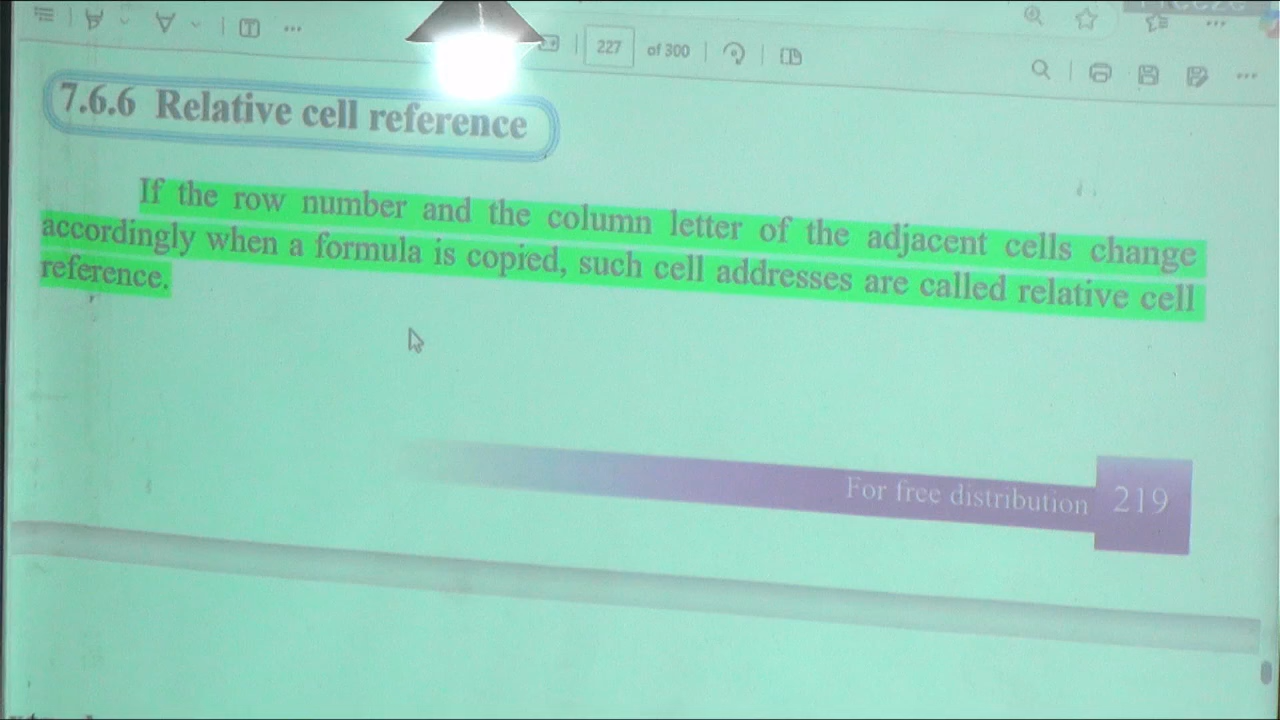 227 of 300
7.6.6 Relative cell reference
If the row number and the column letter of the adjacent cells change
accordingly when a formula is copied, such cell addresses are called relative cell
reference.
For free distribution 219